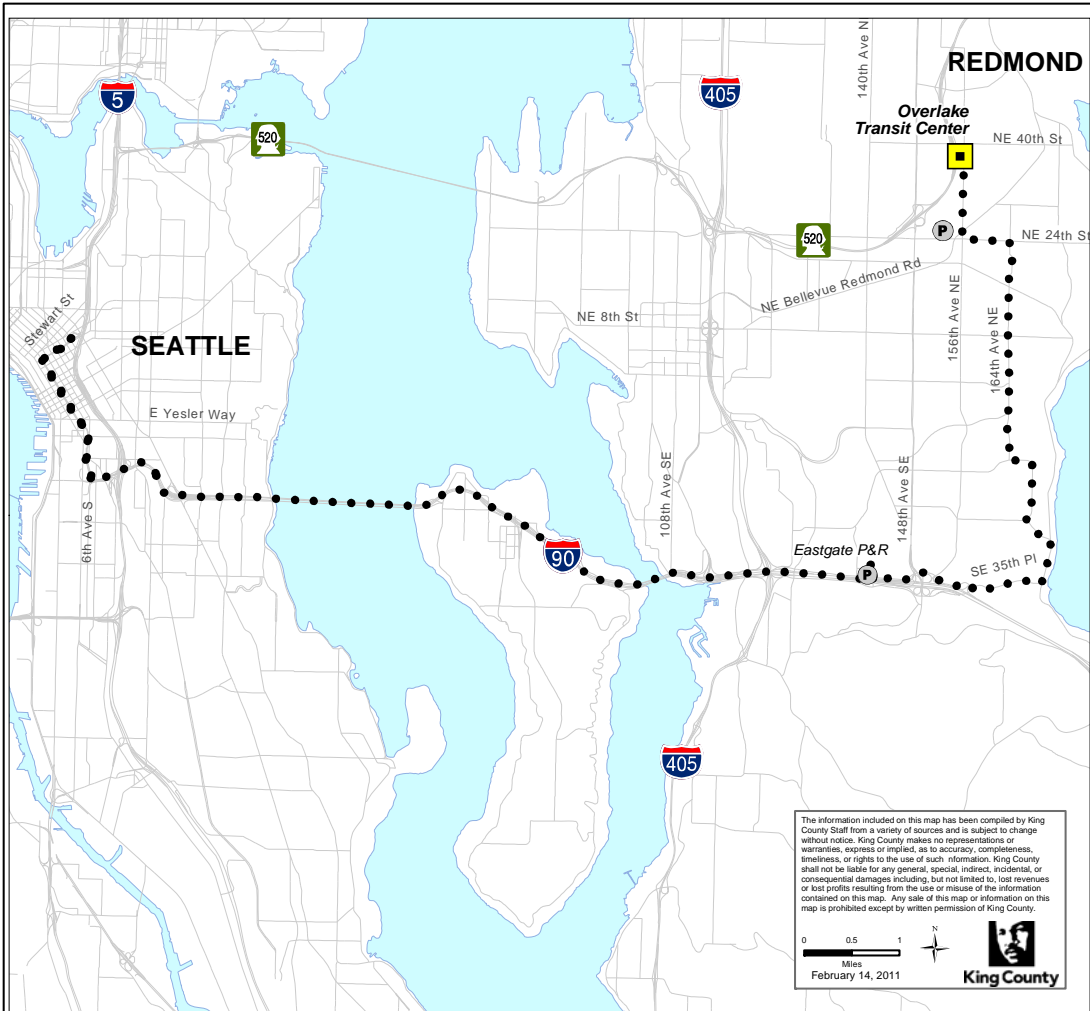 REDMOND
140th Ave N
5
405
Overlake
Transit Center
NE 40th St
520
P
NE 24th St
520
NE Bellevue Redmond Rd
Stewart St
NE 8th St
156th Ave NE
164th Ave NE
SEATTLE
E Yesler Way
6th Ave S
108th Ave SE
148th Ave SE
90
Eastgate P&R
P
SE 35th Pl
405
The information included on this map has been compiled by King
County Staff from a variety of sources and is subject to change
without notice. King County makes no representations or
warranties, express or implied, as to accuracy, completeness,
timeliness, or rights to the use of such nformation. King County
shall not be liable for any general, special, indirect, incidental, or
consequential damages including, but not limited to, lost revenues
or lost profits resulting from the use or misuse of the information
contained on this map. Any sale of this map or information on this
map is prohibited except by written permission of King County.
0 0.5 1
Miles
N
February 14, 2011
King County